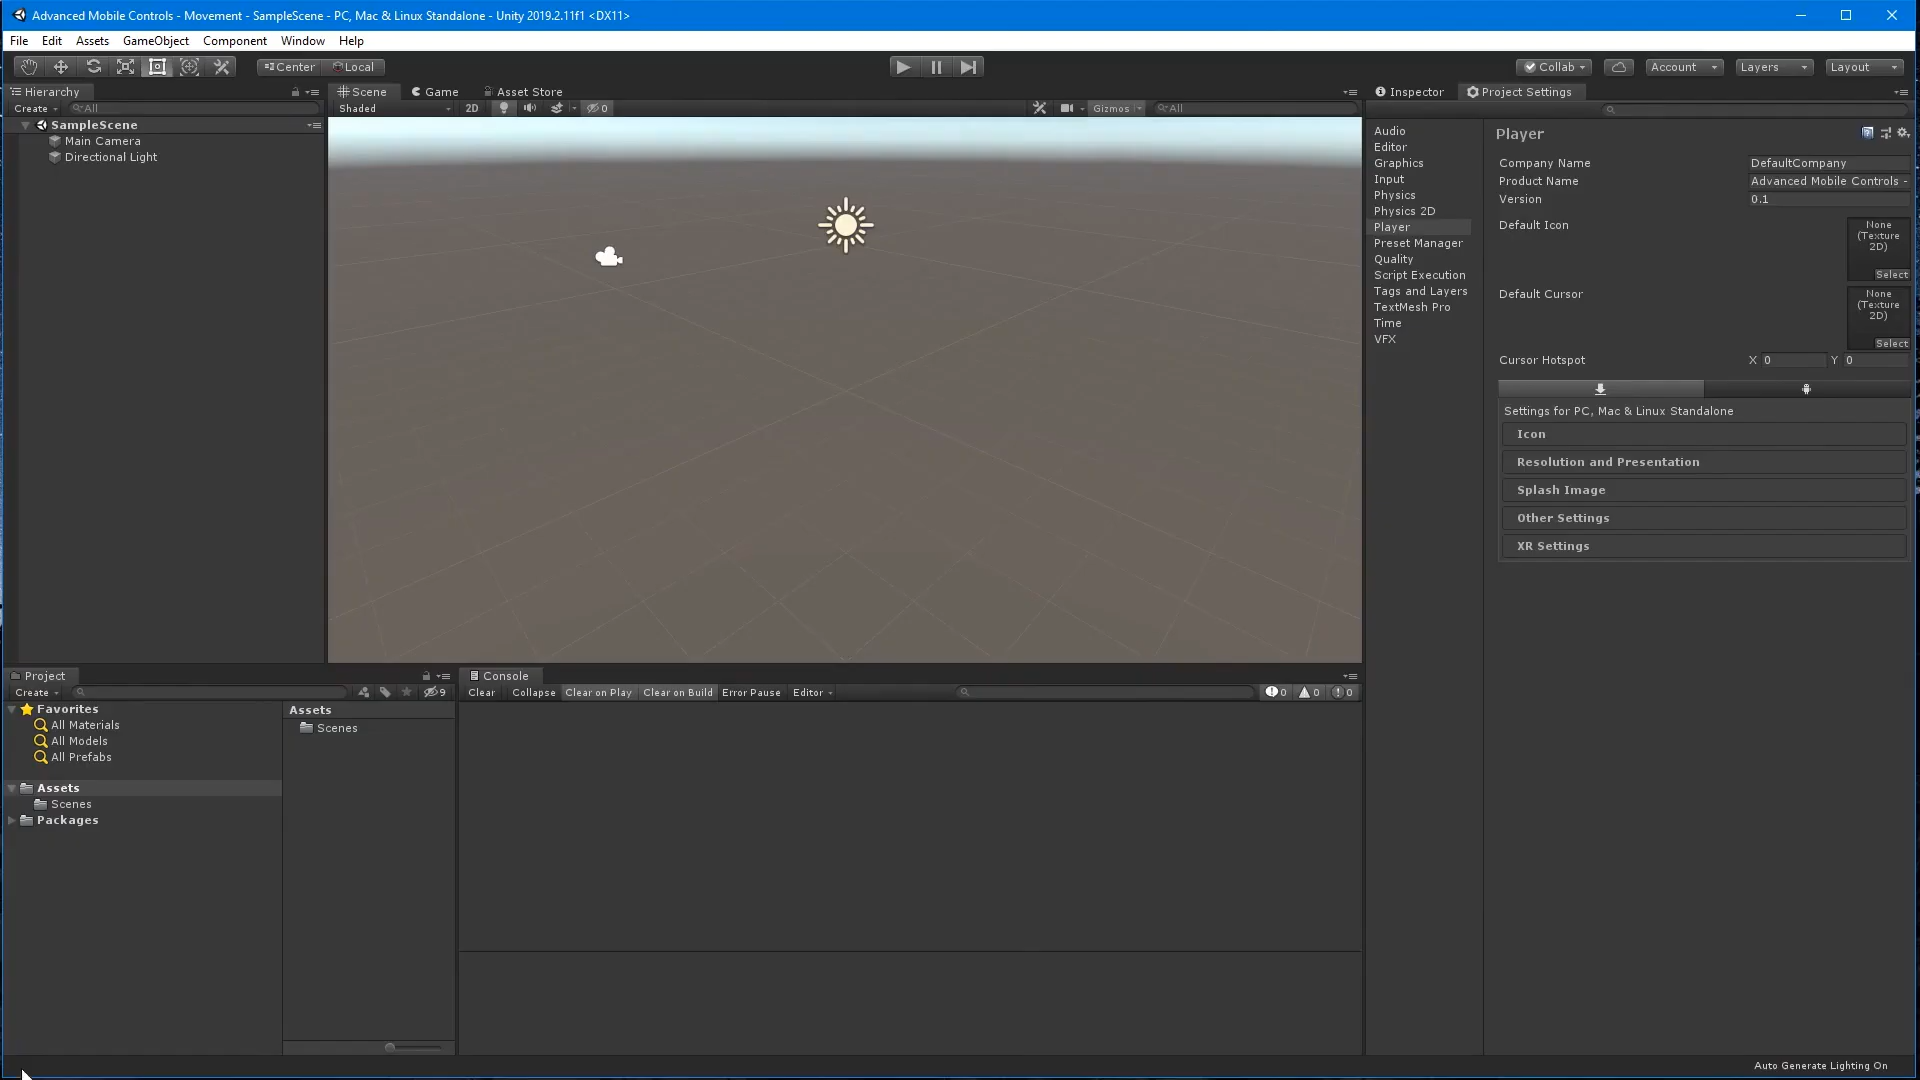 Advanced Mobile Controls - Movement - SampleScene - PC, Mac & Linux Standalone - Unity 2019.2.11f1 <DX11>
File Edit Assets GameObject Component Window Help
Center Local
Collab Account Layers Layout
Hierarchy
Create All
SampleScene
Main Camera
Directional Light
Scene Game Asset Store
Shaded 2D 0 Gizmos All
Inspector Project Settings
Audio
Editor
Graphics
Input
Physics
Physics 2D
Player
Preset Manager
Quality
Script Execution
Tags and Layers
TextMesh Pro
Time
VFX
Player
Company Name DefaultCompany
Product Name Advanced Mobile Controls -
Version 0.1
Default Icon
None
(Texture
2D)
Select
Default Cursor
None
(Texture
2D)
Select
Cursor Hotspot X 0 Y 0
Settings for PC, Mac & Linux Standalone
Icon
Resolution and Presentation
Splash Image
Other Settings
XR Settings
Project
Create 9
Favorites
All Materials
All Models
All Prefabs
Assets
Scenes
Packages
Assets
Scenes
Console
Clear Collapse Clear on Play Clear on Build Error Pause Editor 0 0 0
Auto Generate Lighting On